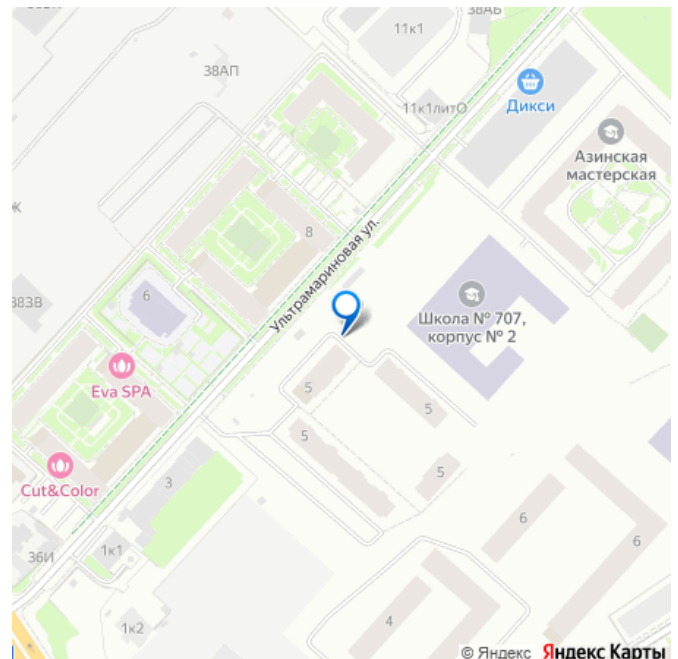 38АБ
11к1
38АП
11к1литО
Дикси
Азинская
мастерская
Ж
8
Ультрамариновая ул.
383В
6
Школа № 707,
корпус № 2
Eva SPA
5
5
5
5
Cut&Color
3
6
6
36И
1к1
4
1к2
© Яндекс Яндекс Карты